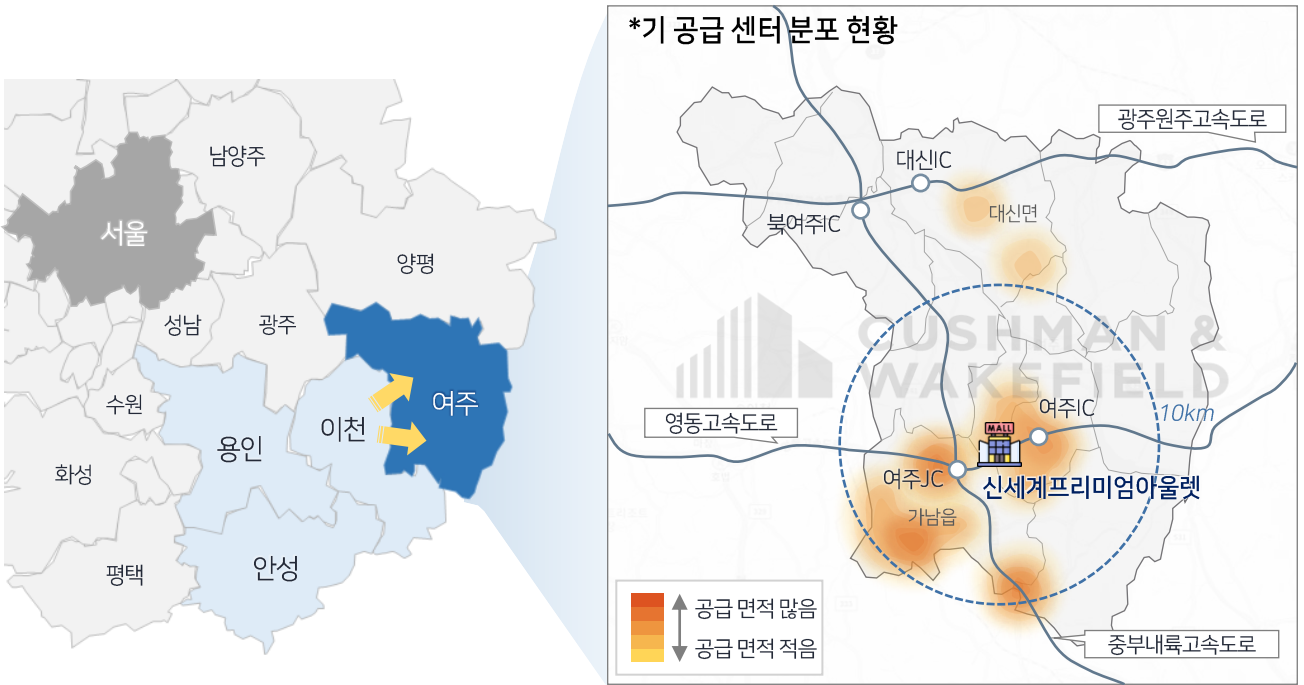 *기 공급 센터 분포 현황
남양주
서울
양평
성남
광주
수원
여주
이천
용인
화성
안성
평택
광주원주고속도로
대신IC
대신면
북여주IC
CUSHMAN &
WAKEFIELD
여주IC
10km
영동고속도로
MALL
여주JC
신세계프리미엄아울렛
가남읍
공급 면적 많음
공급 면적 적음
중부내륙고속도로